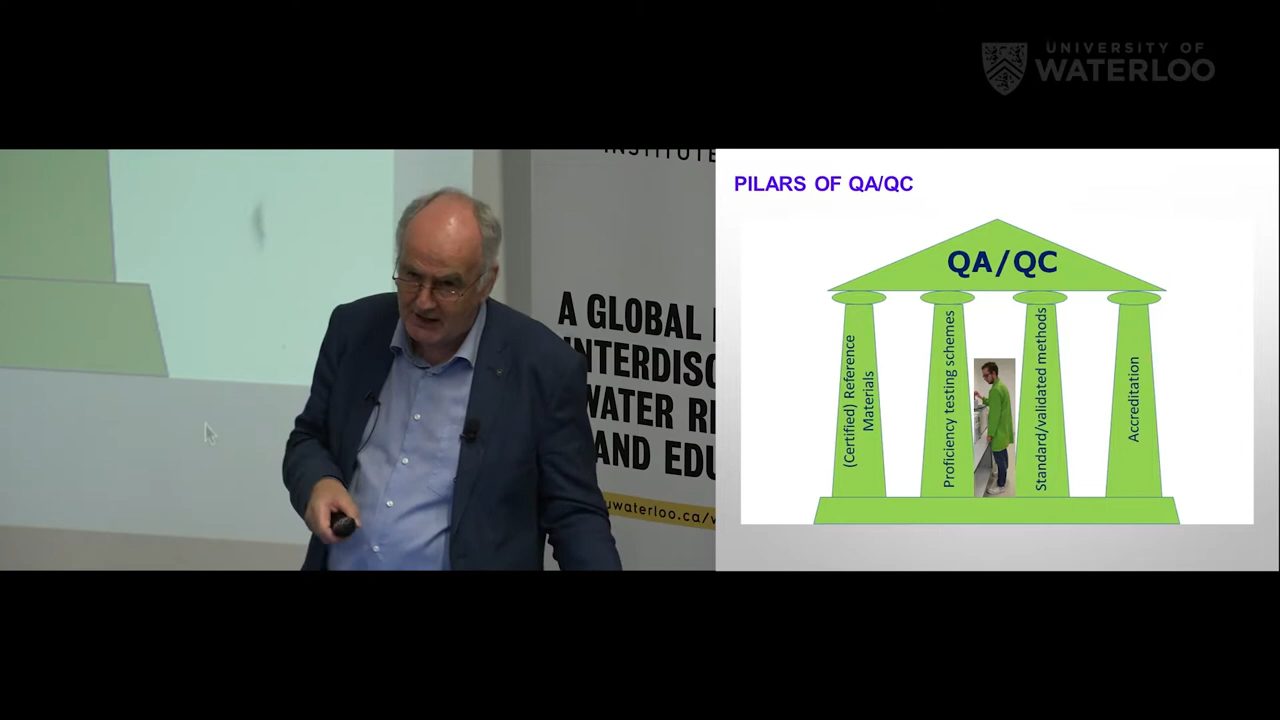 UNIVERSITY OF
WATERLOO
INSTITUTE
A GLOBAL
INTERDISC
WATER R
AND EDU
uwaterloo.ca/
PILARS OF QA/QC
QA/QC
(Certified) Reference
Materials
Proficiency testing schemes
Standard/validated methods
Accreditation